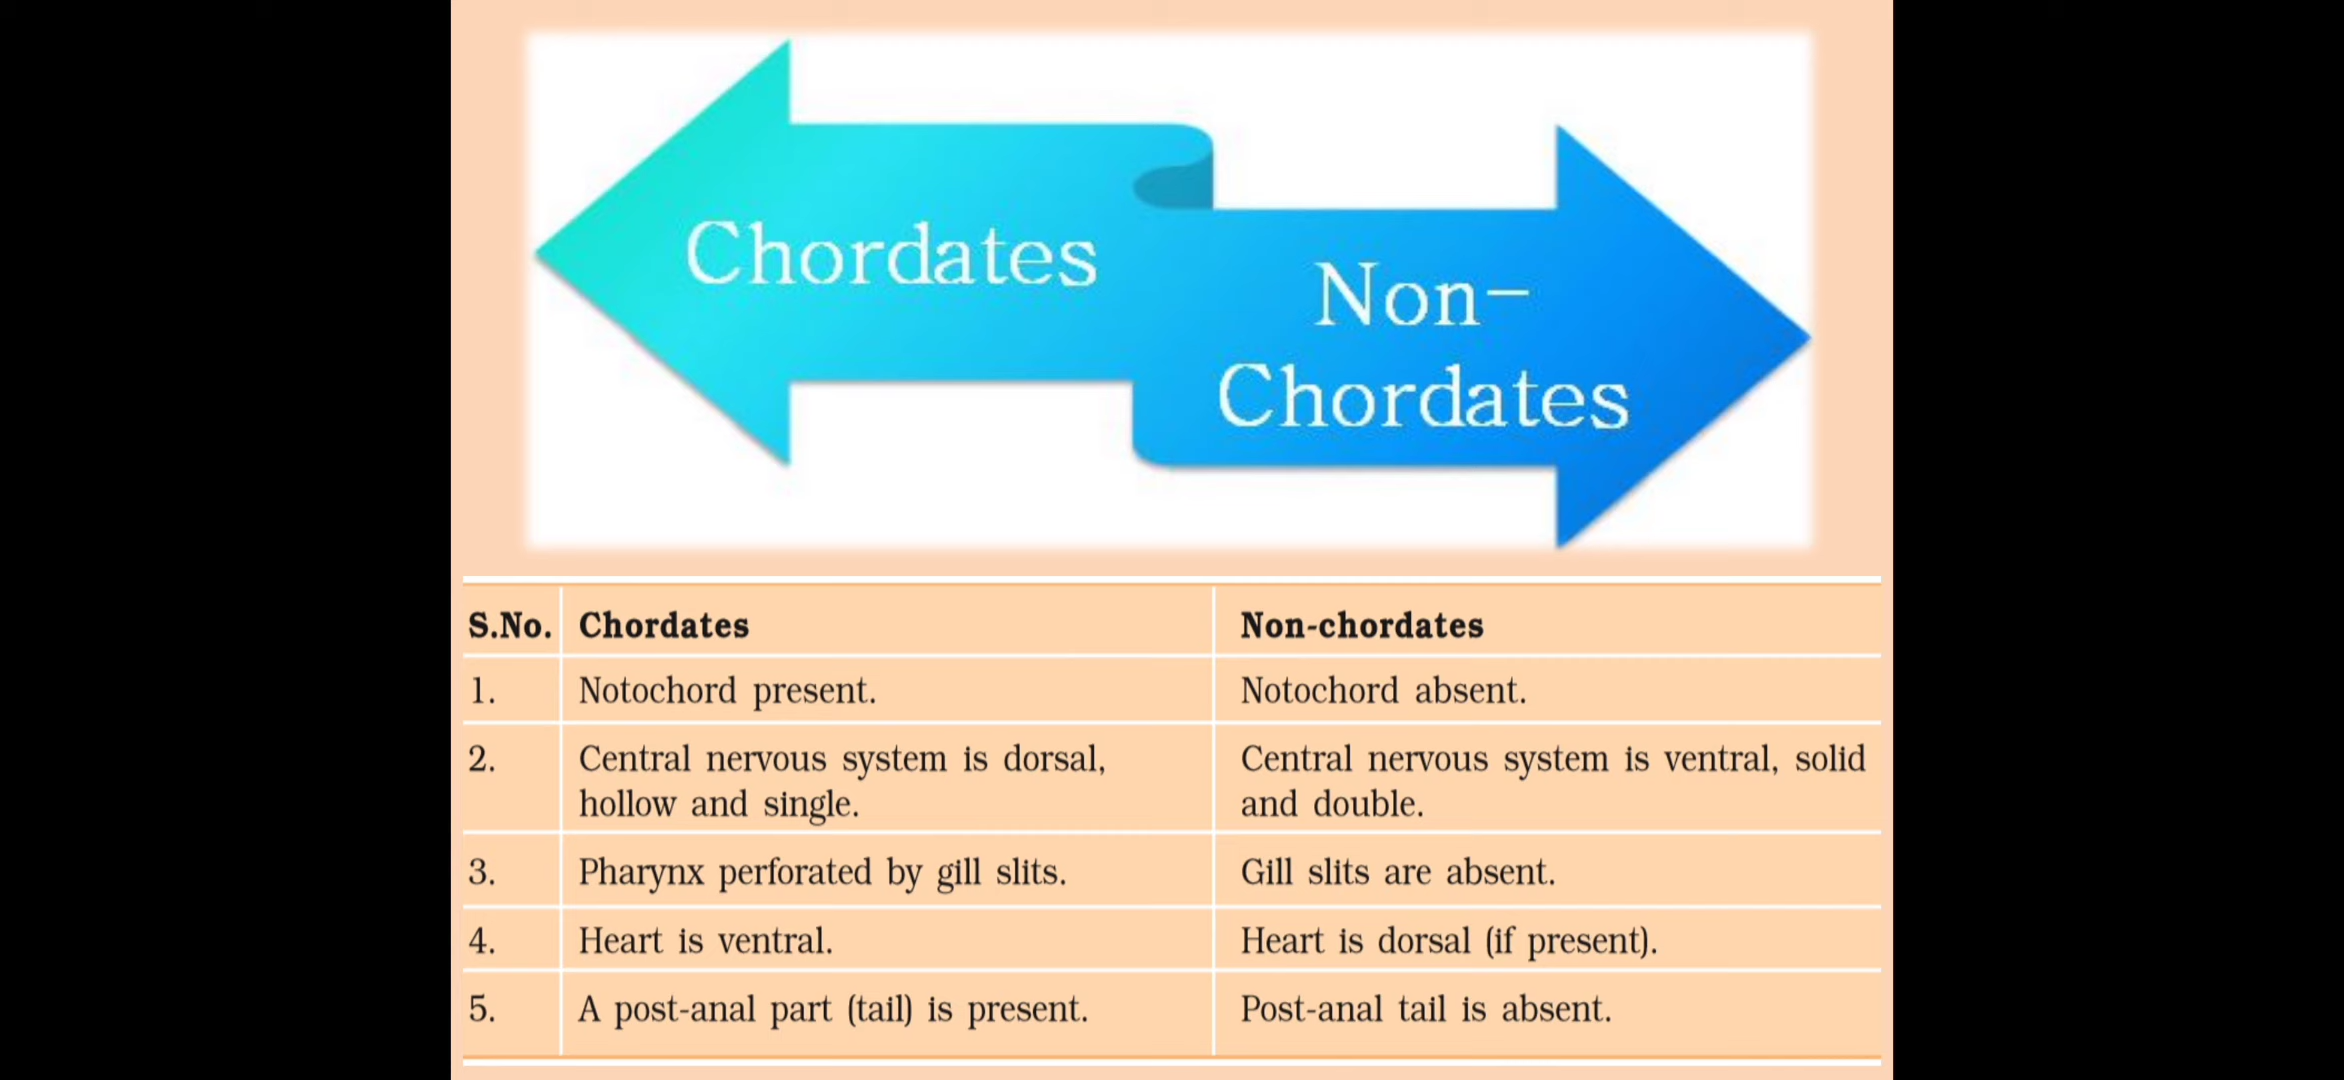 Chordates
Non-
Chordates
S.No. Chordates Non-chordates
1. Notochord present. Notochord absent.
2. Central nervous system is dorsal, Central nervous system is ventral, solid
hollow and single. and double.
3. Pharynx perforated by gill slits. Gill slits are absent.
4. Heart is ventral. Heart is dorsal (if present).
5. A post-anal part (tail) is present. Post-anal tail is absent.